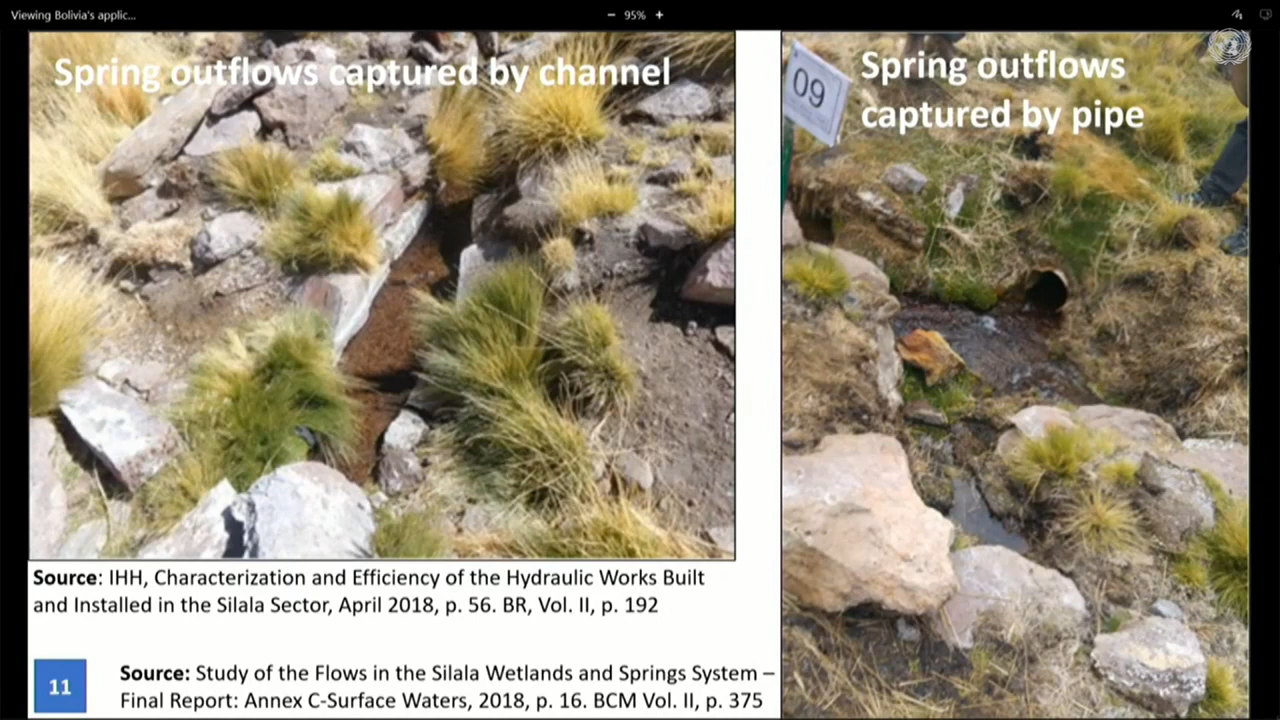 Viewing Bolivia's applic...
95%
Spring outflows captured by channel
09
Spring outflows
captured by pipe
Source: IHH, Characterization and Efficiency of the Hydraulic Works Built
and Installed in the Silala Sector, April 2018, p. 56. BR, Vol. II, p. 192
11
Source: Study of the Flows in the Silala Wetlands and Springs System –
Final Report: Annex C-Surface Waters, 2018, p. 16. BCM Vol. II, p. 375